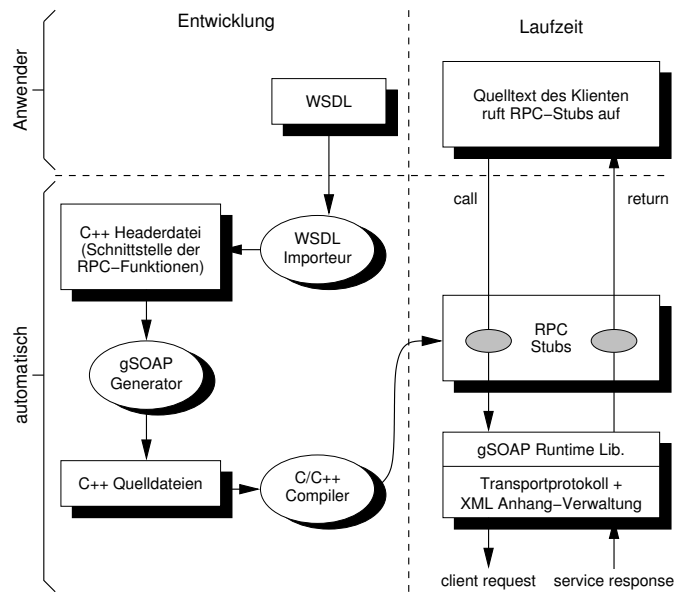 Entwicklung
Laufzeit
Anwender
WSDL
Quelltext des Klienten
ruft RPC−Stubs auf
call
return
automatisch
C++ Headerdatei
(Schnittstelle der
RPC−Funktionen)
WSDL
Importeur
gSOAP
Generator
RPC
Stubs
C++ Quelldateien
C/C++
Compiler
gSOAP Runtime Lib.
Transportprotokoll +
XML Anhang−Verwaltung
client request
service response